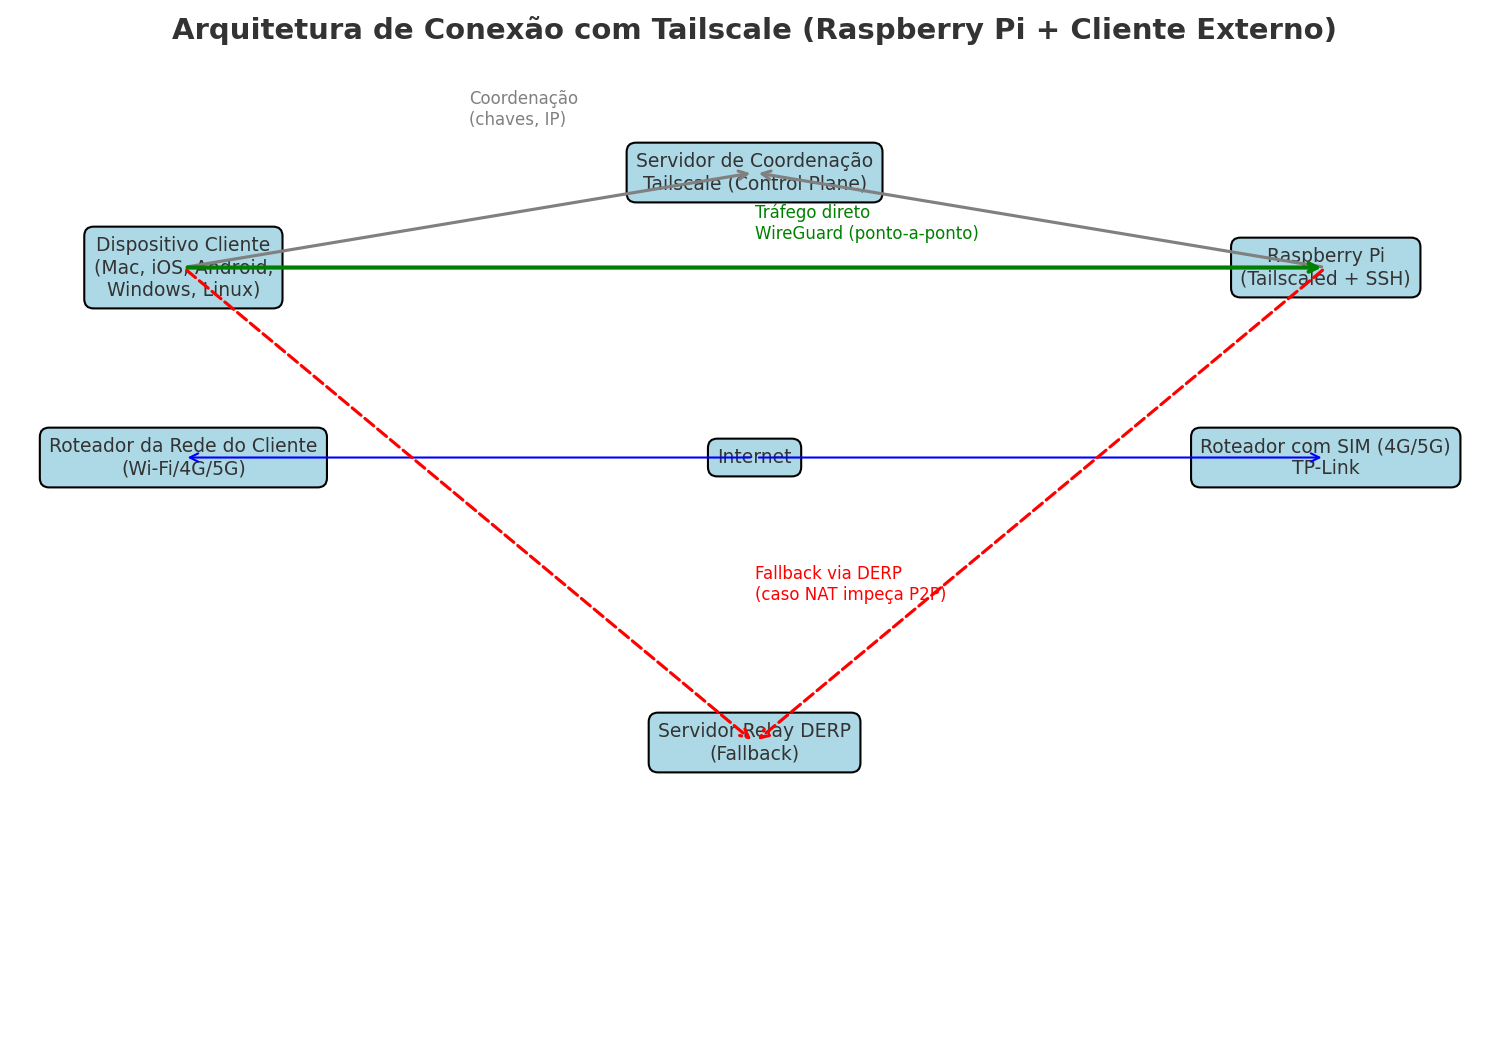 Arquitetura de Conexão com Tailscale (Raspberry Pi + Cliente Externo)
Coordenação
(chaves, IP)
Servidor de Coordenação
Tailscale (Control Plane)
Tráfego direto
WireGuard (ponto-a-ponto)
Dispositivo Cliente
(Mac, iOS, Android,
Windows, Linux)
Raspberry Pi
(Tailscaled + SSH)
Roteador da Rede do Cliente
(Wi-Fi/4G/5G)
Internet
Roteador com SIM (4G/5G)
TP-Link
Fallback via DERP
(caso NAT impeça P2P)
Servidor Relay DERP
(Fallback)